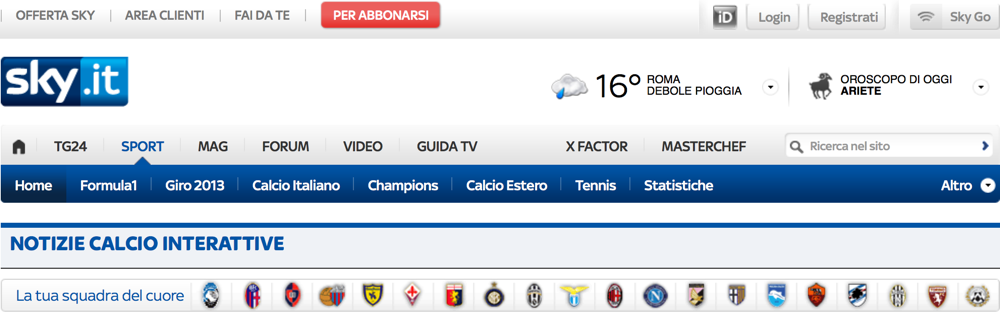 OFFERTA SKY AREA CLIENTI FAI DA TE PER ABBONARSI iD Login Registrati Sky Go
sky.it
16° ROMA
DEBOLE PIOGGIA
OROSCOPO DI OGGI
ARIETE
TG24 SPORT MAG FORUM VIDEO GUIDA TV X FACTOR MASTERCHEF Ricerca nel sito
Home Formula1 Giro 2013 Calcio Italiano Champions Calcio Estero Tennis Statistiche Altro
NOTIZIE CALCIO INTERATTIVE
La tua squadra del cuore